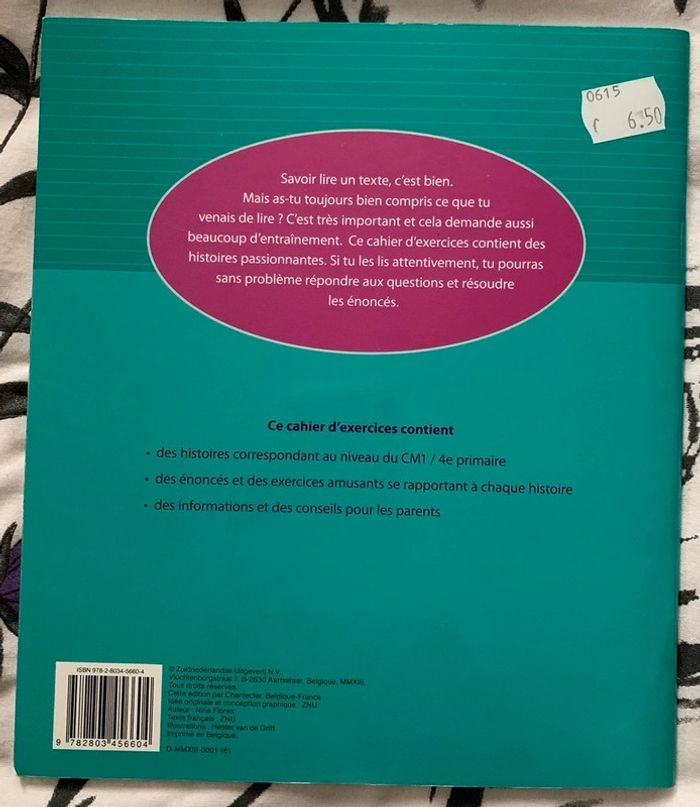 0615
€ 6.50
Savoir lire un texte, c'est bien.
Mais as-tu toujours bien compris ce que tu
venais de lire ? C'est très important et cela demande aussi
beaucoup d'entraînement. Ce cahier d'exercices contient des
histoires passionnantes. Si tu les lis attentivement, tu pourras
sans problème répondre aux questions et résoudre
les énoncés.
Ce cahier d'exercices contient
• des histoires correspondant au niveau du CM1 / 4e primaire
• des énoncés et des exercices amusants se rapportant à chaque histoire
• des informations et des conseils pour les parents
ISBN 978-2-8034-5660-4
9 782803 456604
© Zuidnederlandse Uitgeverij N.V.,
Vluchtenburgstraat 7, B-2630 Aartselaar, Belgique, MMXIII.
Tous droits réservés.
Cette édition par Chantecler, Belgique-France
Idée originale et conception graphique : ZNU
Auteur : Nina Flores
Texte français : ZNU
Illustrations : Hester van de Grift
Imprimé en Belgique.
D-MMXIII-0001-161